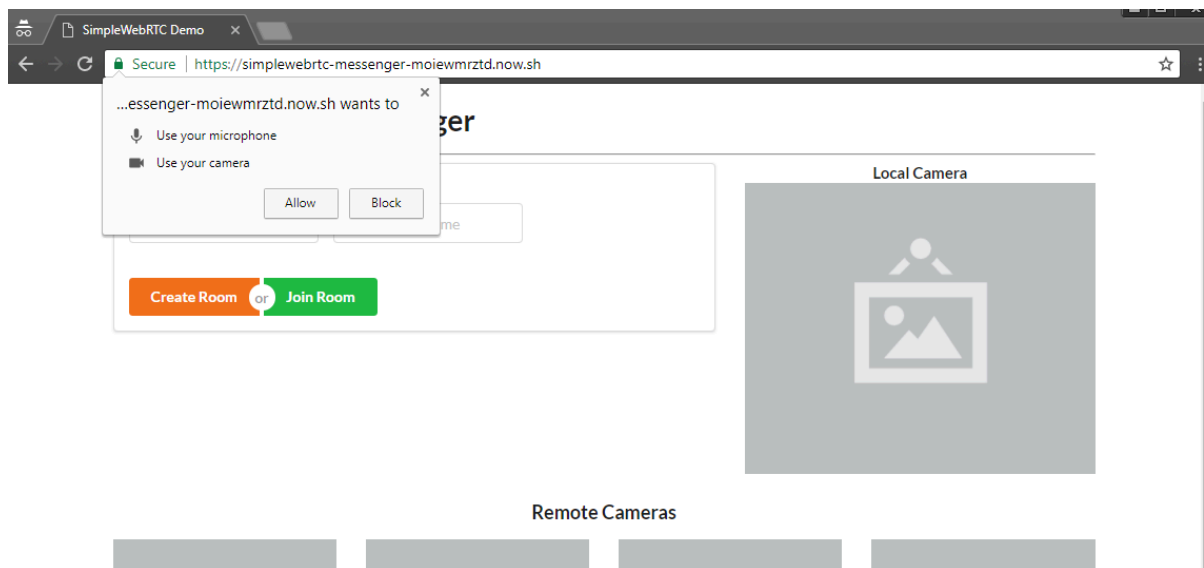 SimpleWebRTC Demo
Secure | https://simplewebrtc-messenger-moiewmrztd.now.sh
...essenger-moiewmrztd.now.sh wants to
Use your microphone
Use your camera
Allow Block
ger
me
Create Room or Join Room
Local Camera
Remote Cameras